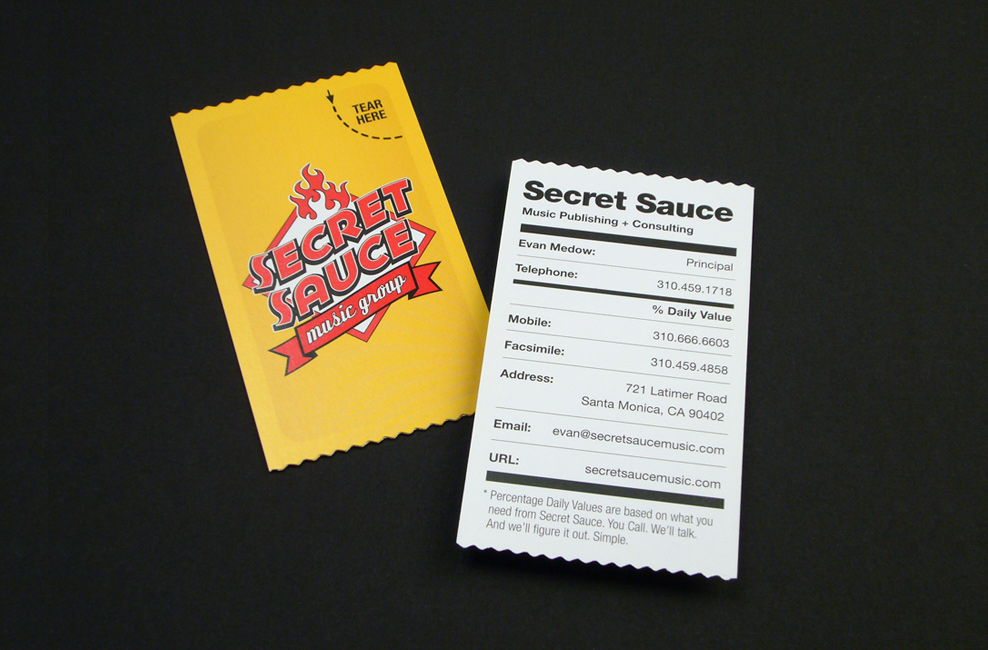 TEAR
HERE
SECRET
SAUCE
music group
Secret Sauce
Music Publishing + Consulting
Evan Medow: Principal
Telephone: 310.459.1718
% Daily Value
Mobile: 310.666.6603
Facsimile: 310.459.4858
Address: 721 Latimer Road
Santa Monica, CA 90402
Email: evan@secretsaucemusic.com
URL: secretsaucemusic.com
* Percentage Daily Values are based on what you
need from Secret Sauce. You Call. We'll talk.
And we'll figure it out. Simple.